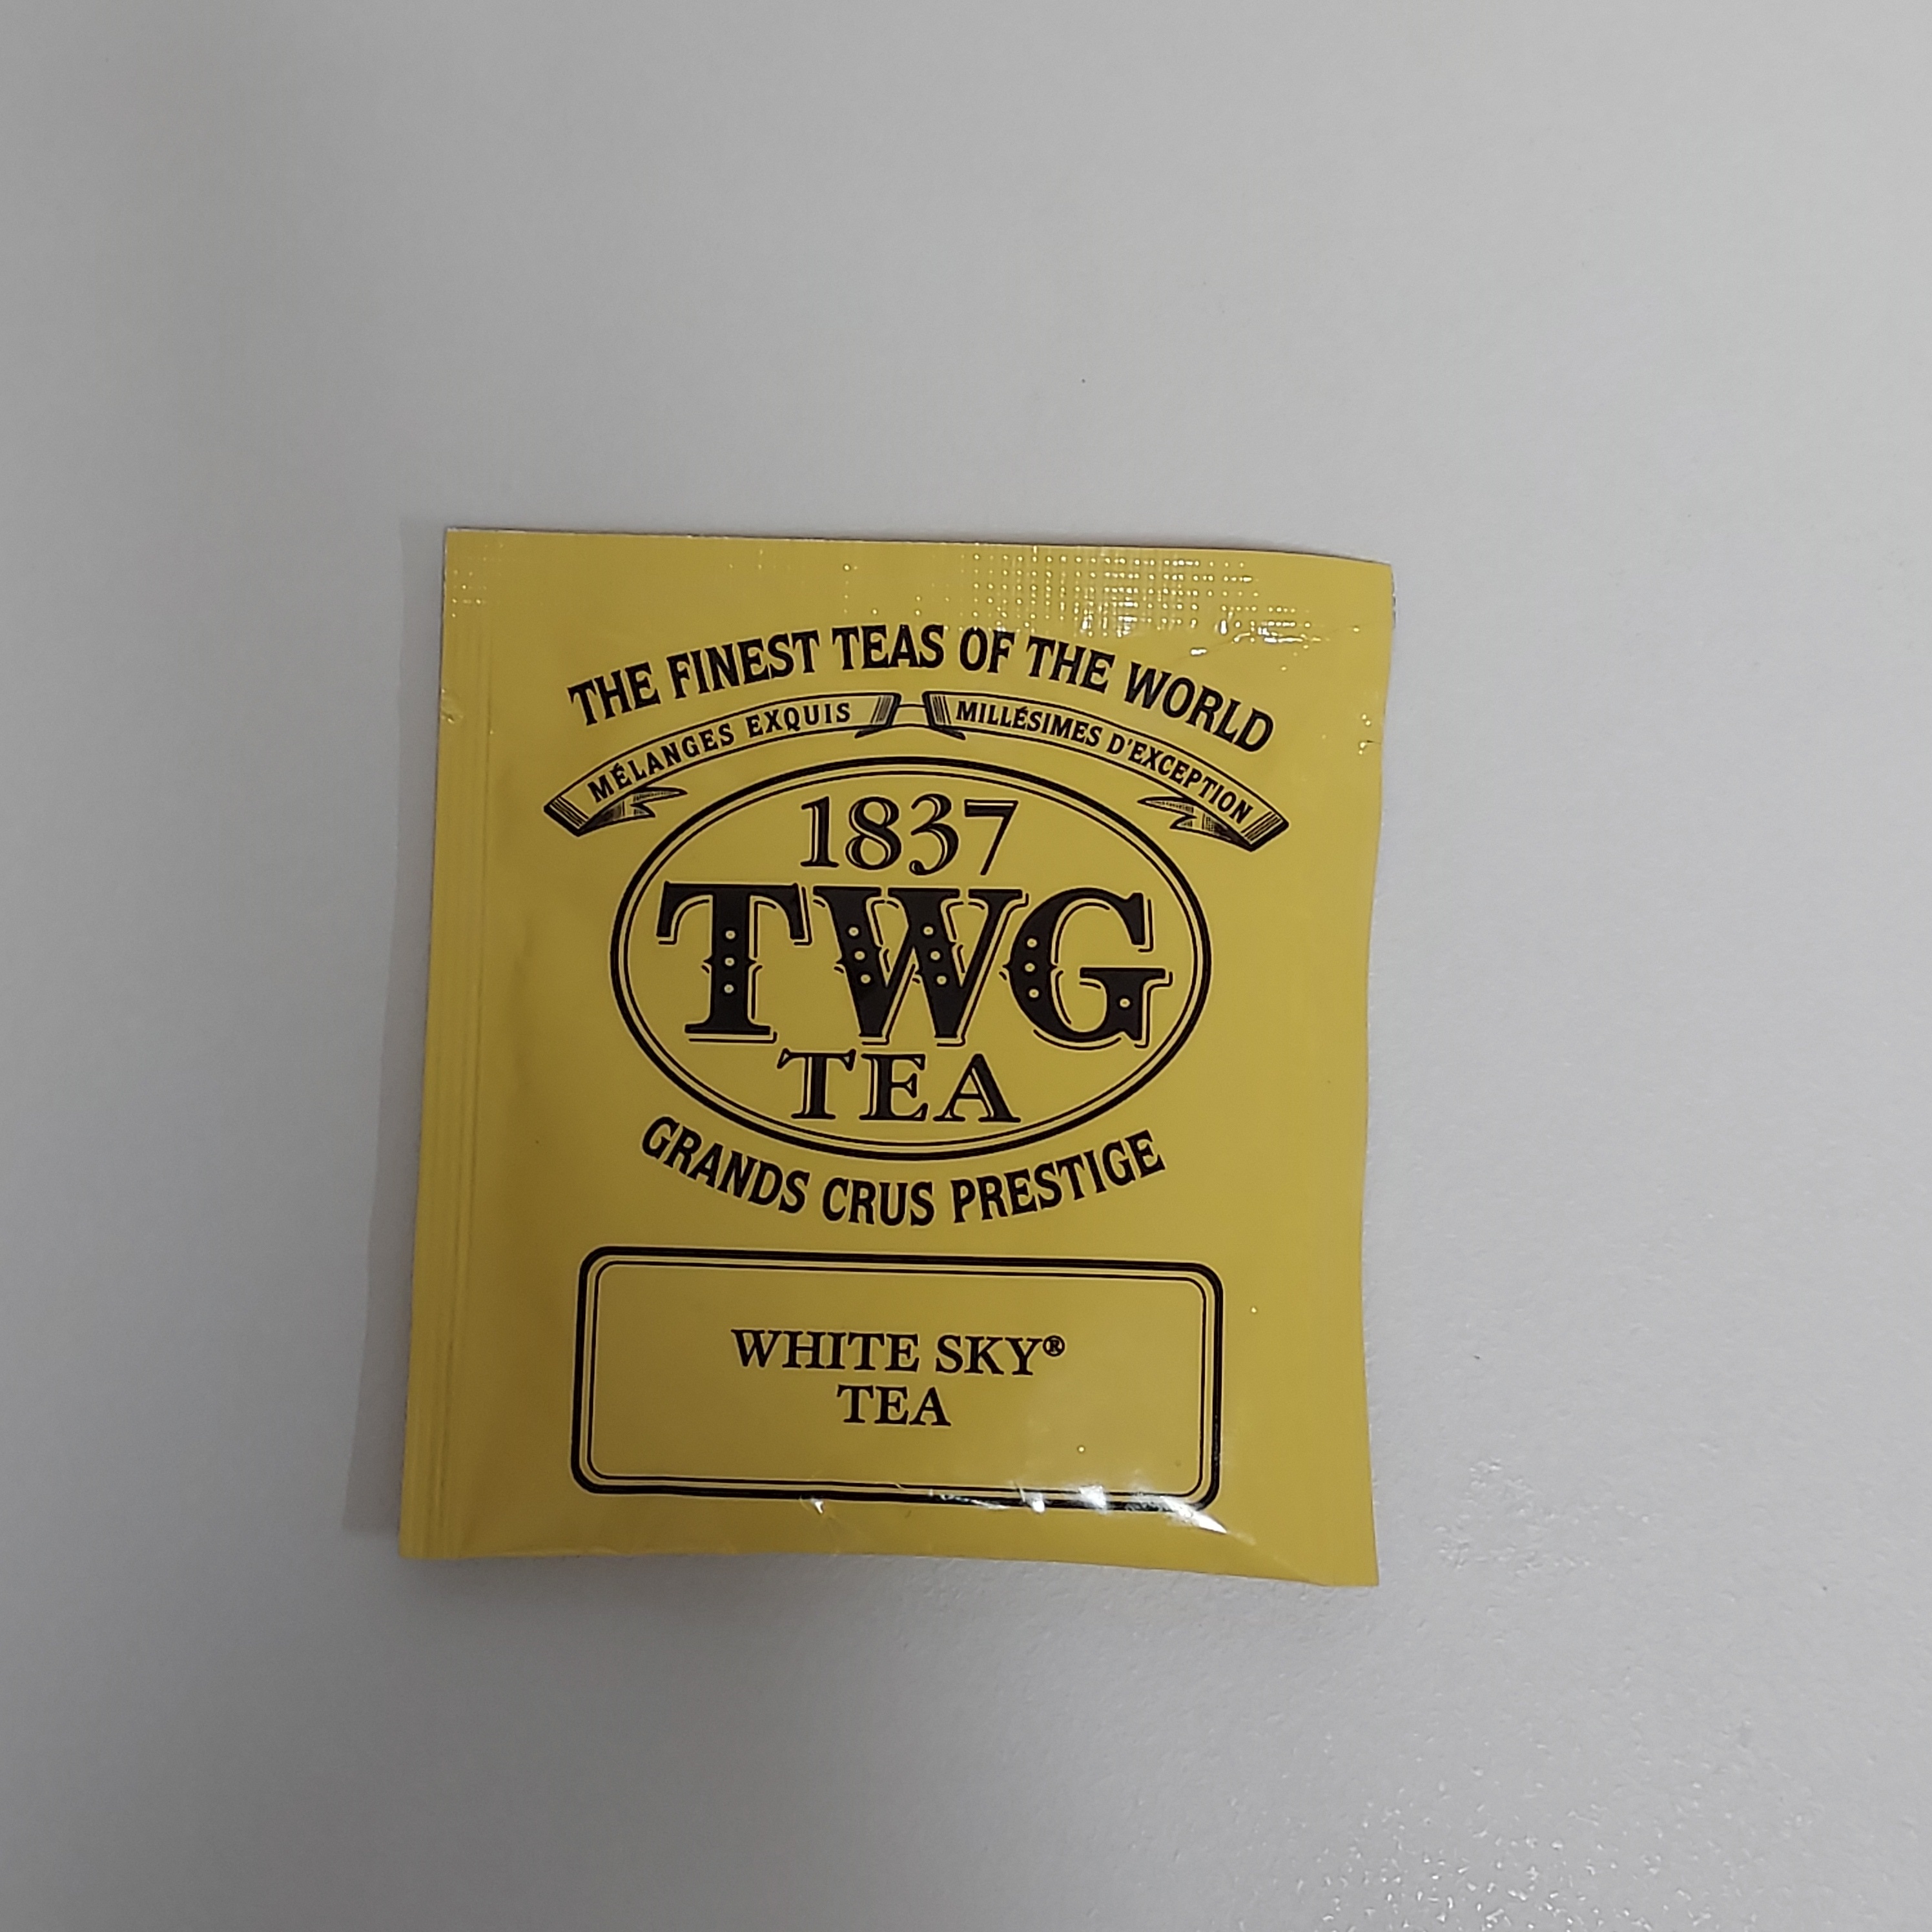 THE FINEST TEAS OF THE WORLD
MÉLANGES EXQUIS MILLÉSIMES D'EXCEPTION
1837
TWG
TEA
GRANDS CRUS PRESTIGE
WHITE SKY®
TEA